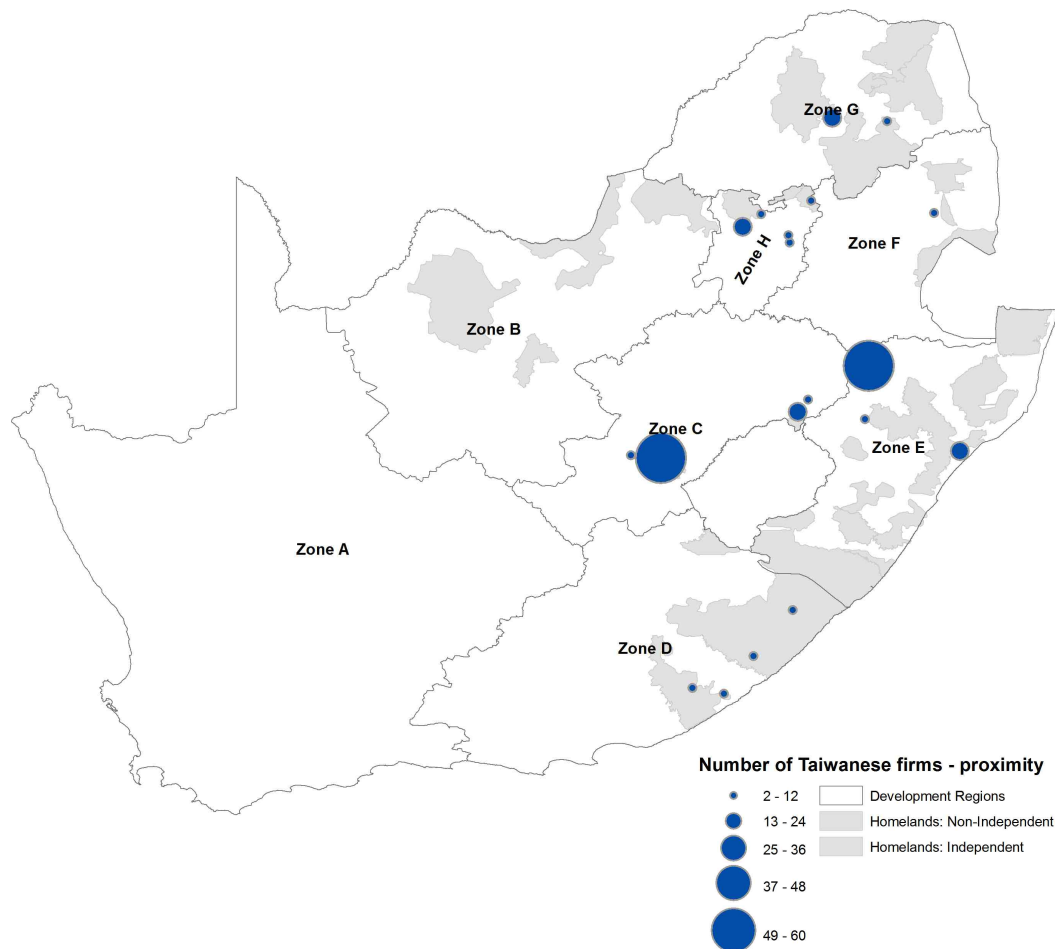 Zone G
Zone F
Zone H
Zone B
Zone C
Zone E
Zone A
Zone D
Number of Taiwanese firms - proximity
2 - 12 Development Regions
13 - 24 Homelands: Non-Independent
25 - 36 Homelands: Independent
37 - 48
49 - 60